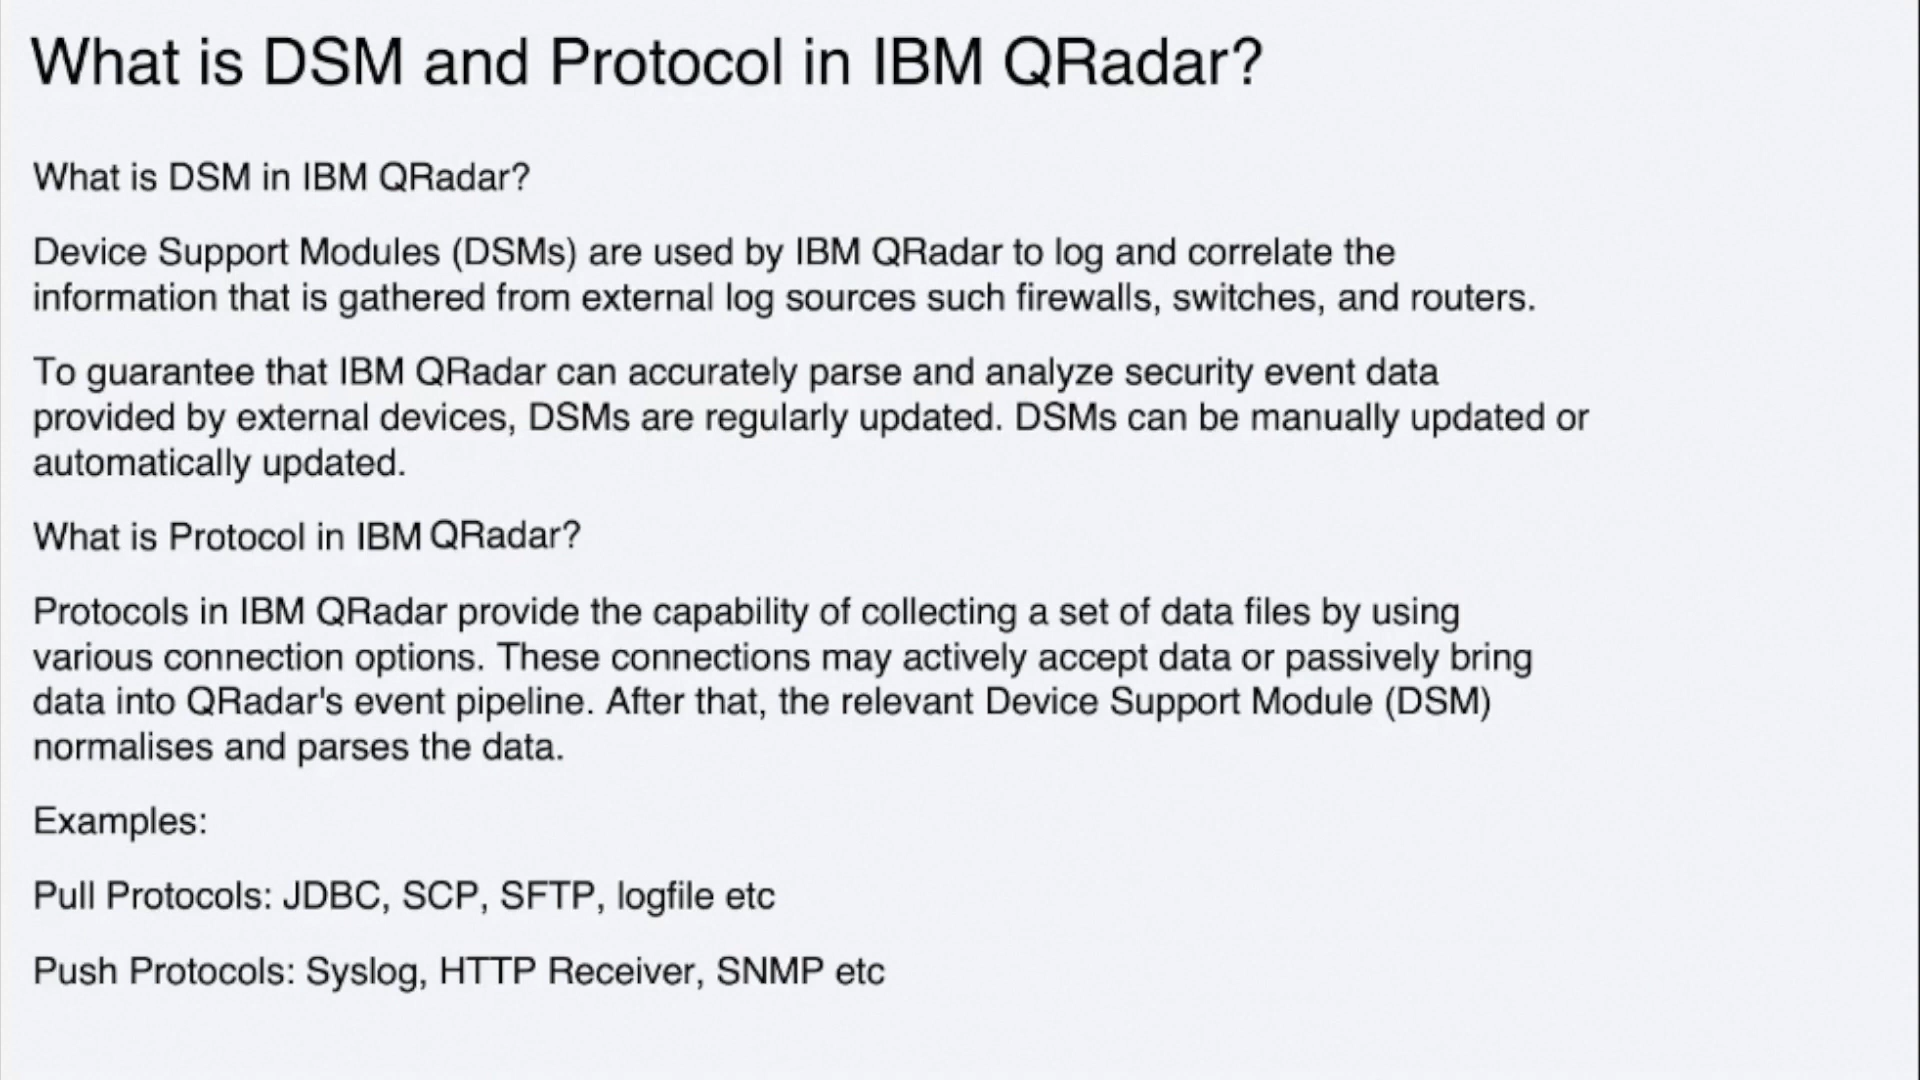 What is DSM and Protocol in IBM QRadar?
What is DSM in IBM QRadar?
Device Support Modules (DSMs) are used by IBM QRadar to log and correlate the
information that is gathered from external log sources such firewalls, switches, and routers.
To guarantee that IBM QRadar can accurately parse and analyze security event data
provided by external devices, DSMs are regularly updated. DSMs can be manually updated or
automatically updated.
What is Protocol in IBM QRadar?
Protocols in IBM QRadar provide the capability of collecting a set of data files by using
various connection options. These connections may actively accept data or passively bring
data into QRadar's event pipeline. After that, the relevant Device Support Module (DSM)
normalises and parses the data.
Examples:
Pull Protocols: JDBC, SCP, SFTP, logfile etc
Push Protocols: Syslog, HTTP Receiver, SNMP etc